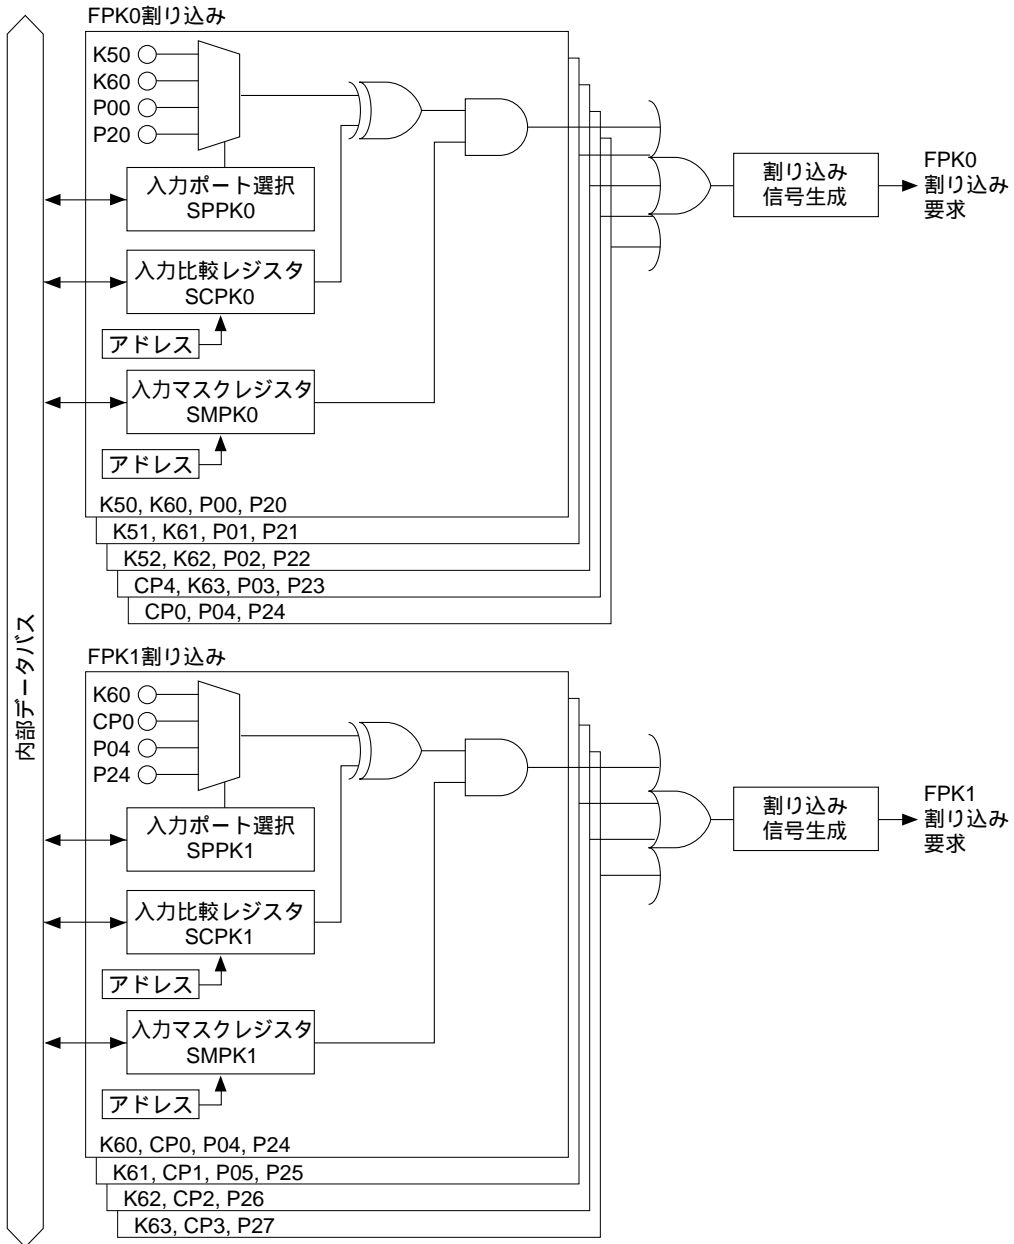 FPK0割り込み
K50
K60
P00
P20
入力ポート選択
SPPK0
入力比較レジスタ
SCPK0
アドレス
入力マスクレジスタ
SMPK0
アドレス
K50, K60, P00, P20
K51, K61, P01, P21
K52, K62, P02, P22
CP4, K63, P03, P23
CP0, P04, P24
割り込み
信号生成
FPK0
割り込み
要求
内部データバス
FPK1割り込み
K60
CP0
P04
P24
入力ポート選択
SPPK1
入力比較レジスタ
SCPK1
アドレス
入力マスクレジスタ
SMPK1
アドレス
K60, CP0, P04, P24
K61, CP1, P05, P25
K62, CP2, P26
K63, CP3, P27
割り込み
信号生成
FPK1
割り込み
要求